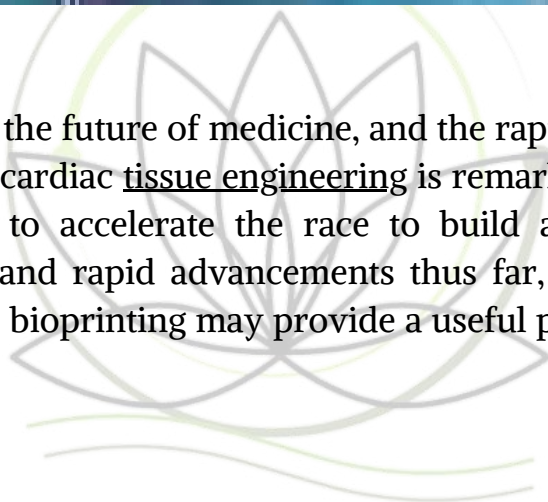 the future of medicine, and the rap
cardiac tissue engineering is remar
to accelerate the race to build a
and rapid advancements thus far,
bioprinting may provide a useful p